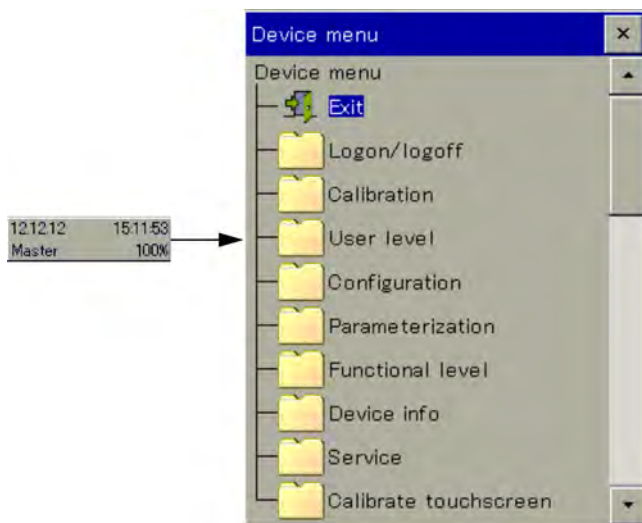 Device menu
Device menu
Exit
Logon/logoff
Calibration
User level
12.12.12 15:11:53
Master 100%
Configuration
Parameterization
Functional level
Device info
Service
Calibrate touchscreen